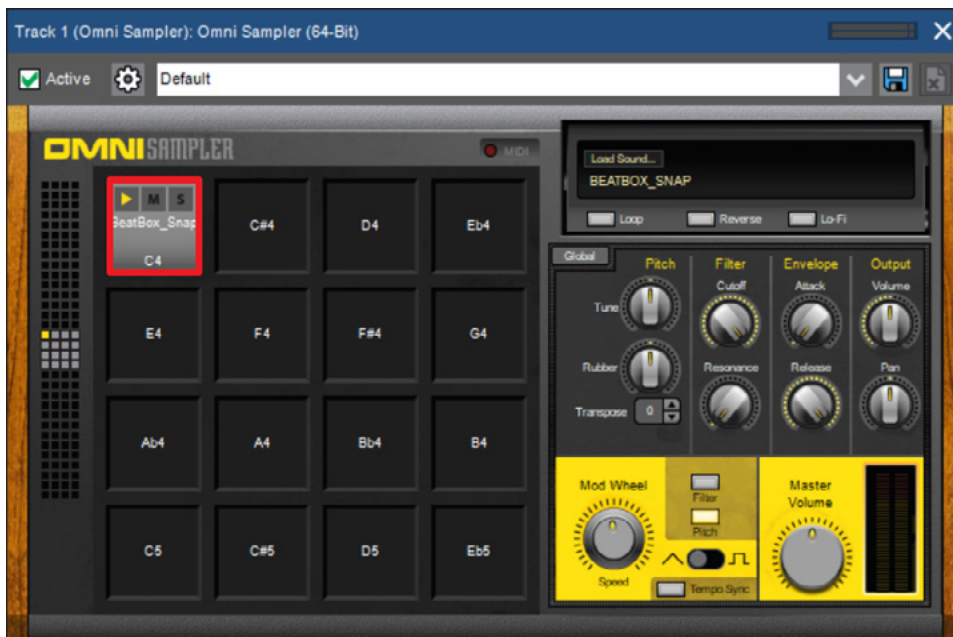 Track 1 (Omni Sampler): Omni Sampler (64-Bit)
Active
Default
OMNISAMPLER
MIDI
M S
BeatBox_Snap
C4
C#4
D4
Eb4
E4
F4
F#4
G4
Ab4
A4
Bb4
B4
C5
C#5
D5
Eb5
Load Sound...
BEATBOX_SNAP
Loop
Reverse
Lo-Fi
Global
Pitch
Filter
Envelope
Output
Tune
Cutoff
Attack
Volume
Rubber
Resonance
Release
Pan
Transpose
0
Mod Wheel
Speed
Filter
Pitch
Tempo Sync
Master
Volume